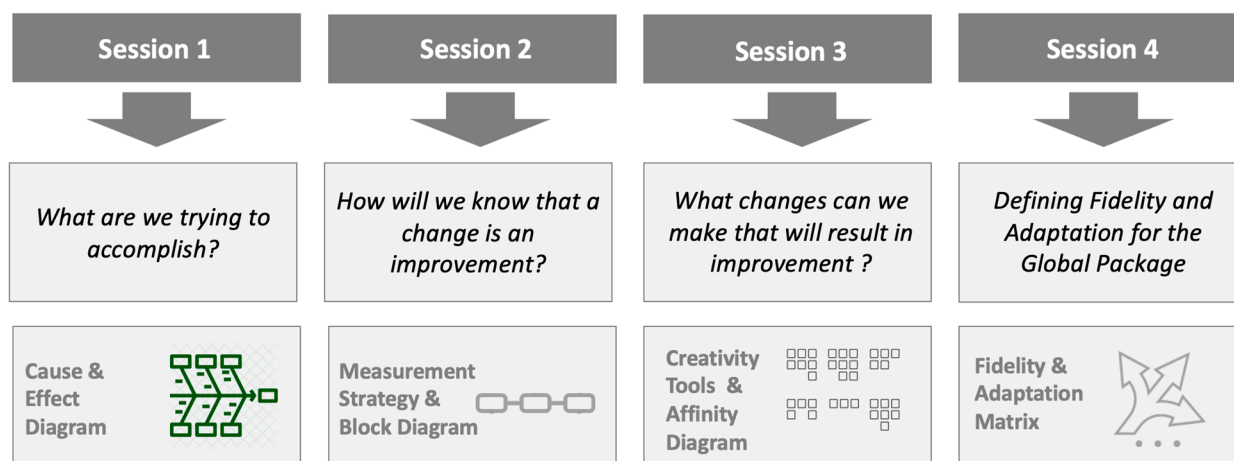 Session 1
Session 2
Session 3
Session 4
What are we trying to
accomplish?
How will we know that a
change is an
improvement?
What changes can we
make that will result in
improvement ?
Defining Fidelity and
Adaptation for the
Global Package
Cause &
Effect
Diagram
Measurement
Strategy &
Block Diagram
Creativity
Tools &
Affinity
Diagram
Fidelity &
Adaptation
Matrix